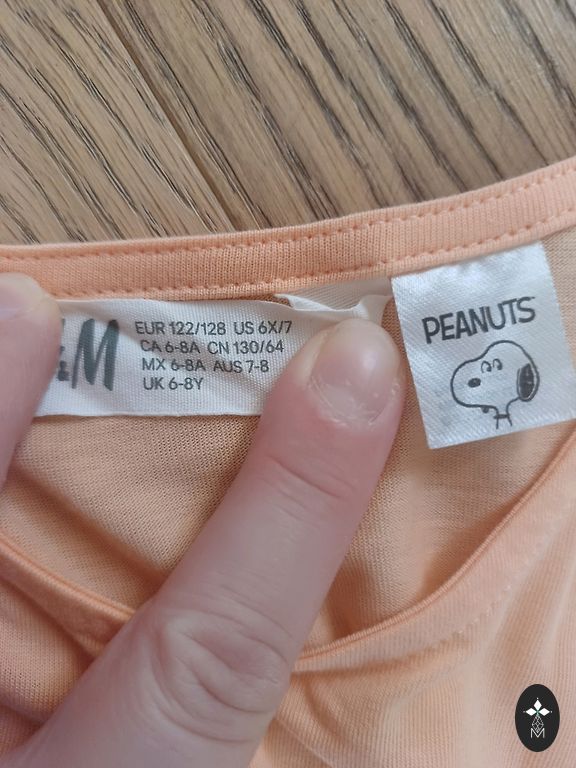 &M
EUR 122/128 US 6X/7
CA 6-8A CN 130/64
MX 6-8A AUS 7-8
UK 6-8Y
PEANUTS
M